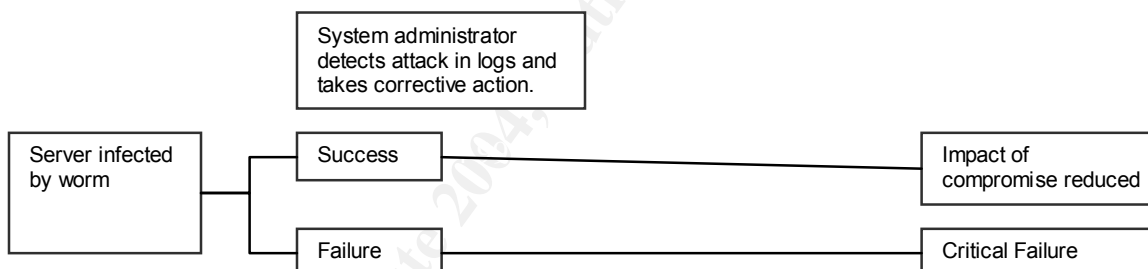 System administrator
detects attack in logs and
takes corrective action.
Server infected
by worm
Success
Impact of
compromise reduced
Failure
Critical Failure